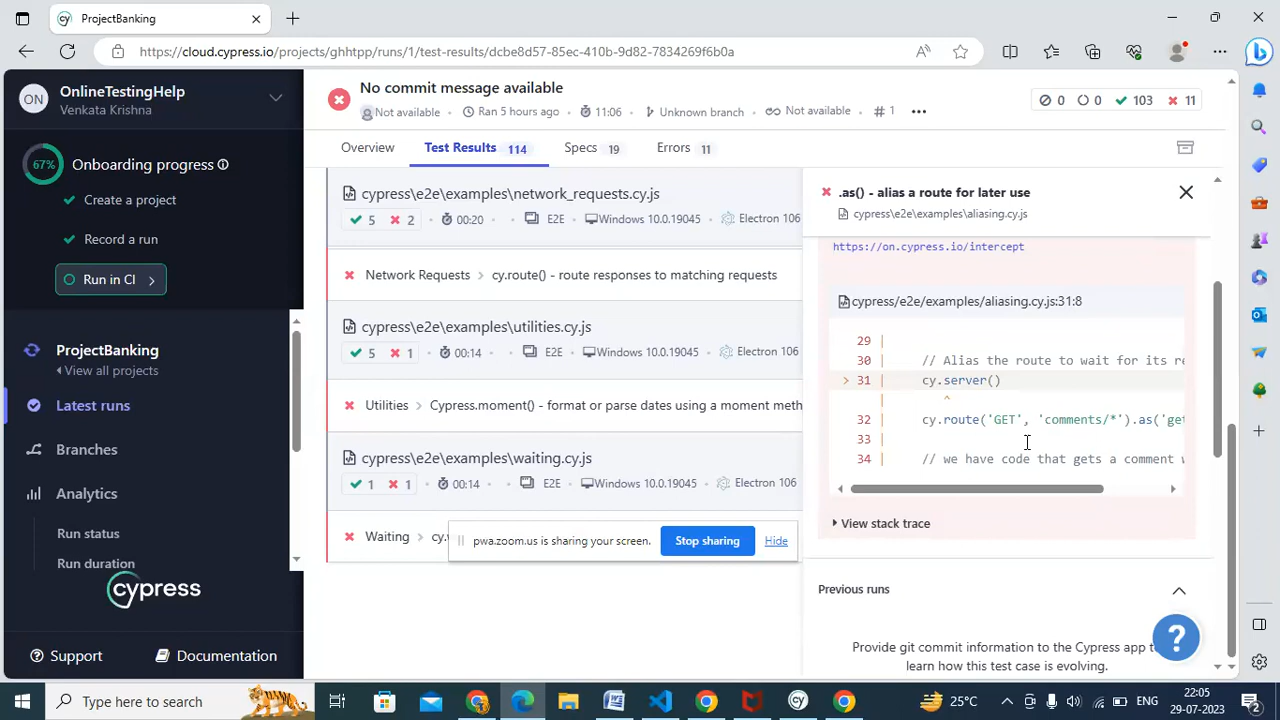 ProjectBanking
https://cloud.cypress.io/projects/ghhtpp/runs/1/test-results/dcbe8d57-85ec-410b-9d82-7834269f6b0a
ON
OnlineTestingHelp
Venkata Krishna
67%
Onboarding progress
Create a project
Record a run
Run in CI
ProjectBanking
View all projects
Latest runs
Branches
Analytics
Run status
Run duration
cypress
Support
Documentation
No commit message available
Not available
Ran 5 hours ago
11:06
Unknown branch
Not available
# 1
0 0 103 11
Overview
Test Results 114
Specs 19
Errors 11
cypress\e2e\examples\network_requests.cy.js
5 2 00:20 E2E Windows 10.0.19045 Electron 106
Network Requests > cy.route() - route responses to matching requests
cypress\e2e\examples\utilities.cy.js
5 1 00:14 E2E Windows 10.0.19045 Electron 106
Utilities > Cypress.moment() - format or parse dates using a moment meth
cypress\e2e\examples\waiting.cy.js
1 1 00:14 E2E Windows 10.0.19045 Electron 106
Waiting > cy.
pwa.zoom.us is sharing your screen.
Stop sharing
Hide
.as() - alias a route for later use
cypress\e2e\examples\aliasing.cy.js
https://on.cypress.io/intercept
cypress/e2e/examples/aliasing.cy.js:31:8
29 |
30 | // Alias the route to wait for its re
> 31 | cy.server()
| ^
32 | cy.route('GET', 'comments/*').as('get
33 |
34 | // we have code that gets a comment w
View stack trace
Previous runs
Provide git commit information to the Cypress app to
learn how this test case is evolving.
?
Type here to search
25°C
ENG
22:05
29-07-2023
2